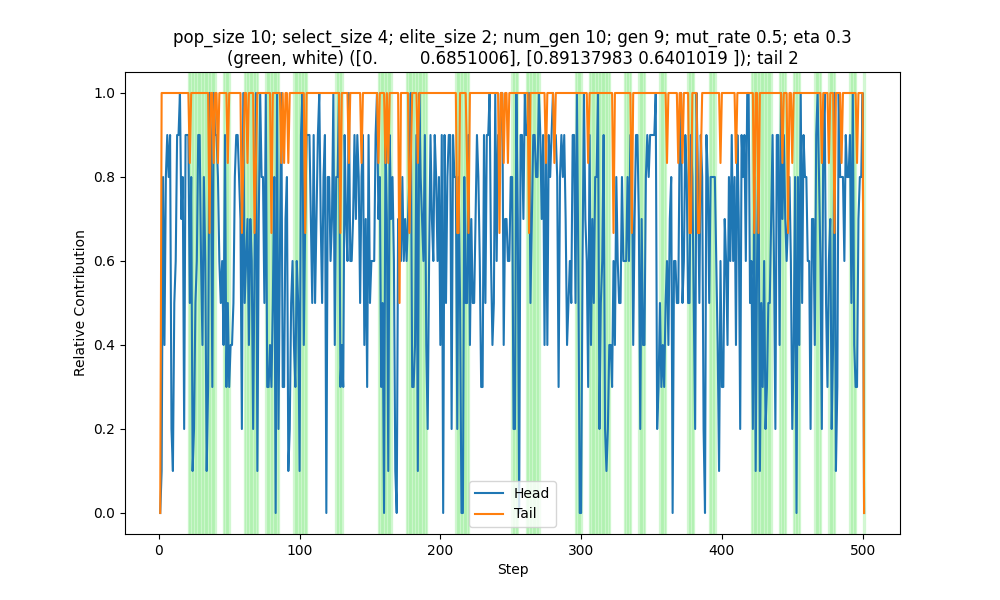 pop_size 10; select_size 4; elite_size 2; num_gen 10; gen 9; mut_rate 0.5; eta 0.3
(green, white) ([0.        0.6851006], [0.89137983 0.6401019 ]); tail 2
1.0
0.8
0.6
0.4
0.2
0.0
Relative Contribution
Head
Tail
0 100 200 300 400 500
Step